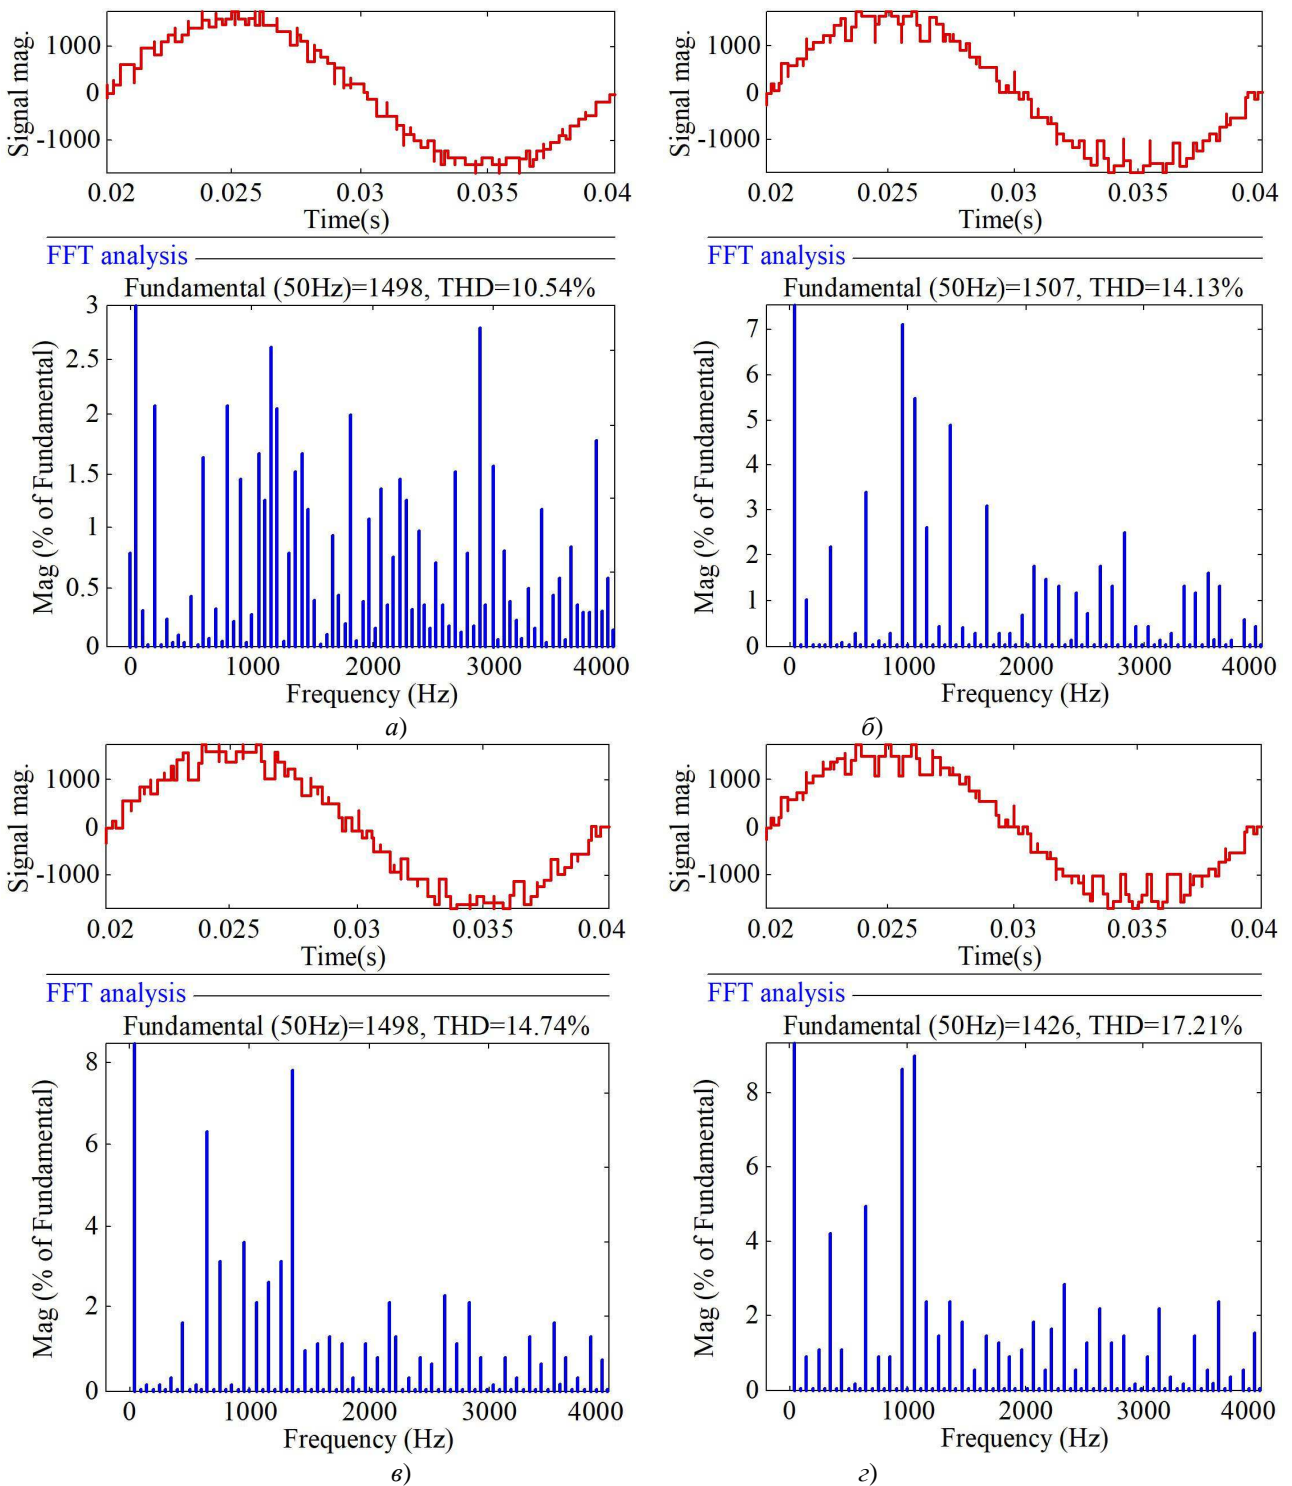 Signal mag.
1000
0
-1000
0.02 0.025 0.03 0.035 0.04
Time(s)
FFT analysis
Fundamental (50Hz)=1498, THD=10.54%
Mag (% of Fundamental)
3
2.5
2
1.5
1
0.5
0
0 1000 2000 3000 4000
Frequency (Hz)
а)
Signal mag.
1000
0
-1000
0.02 0.025 0.03 0.035 0.04
Time(s)
FFT analysis
Fundamental (50Hz)=1507, THD=14.13%
Mag (% of Fundamental)
7
6
5
4
3
2
1
0
0 1000 2000 3000 4000
Frequency (Hz)
б)
Signal mag.
1000
0
-1000
0.02 0.025 0.03 0.035 0.04
Time(s)
FFT analysis
Fundamental (50Hz)=1498, THD=14.74%
Mag (% of Fundamental)
8
6
4
2
0
0 1000 2000 3000 4000
Frequency (Hz)
в)
Signal mag.
1000
0
-1000
0.02 0.025 0.03 0.035 0.04
Time(s)
FFT analysis
Fundamental (50Hz)=1426, THD=17.21%
Mag (% of Fundamental)
8
6
4
2
0
0 1000 2000 3000 4000
Frequency (Hz)
г)